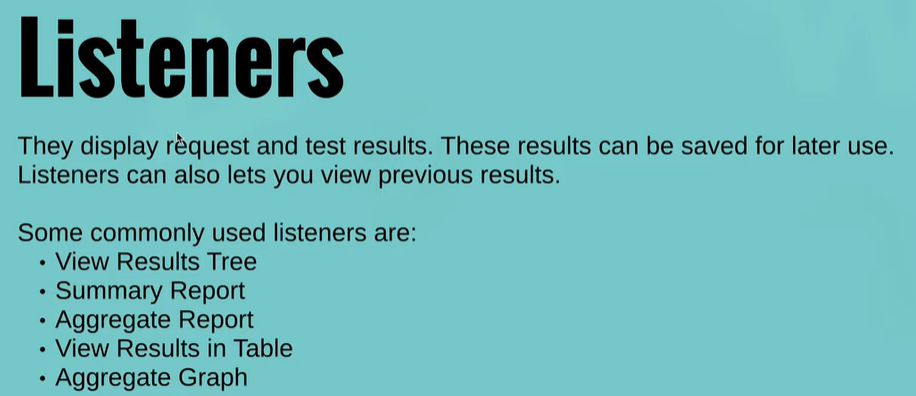 Listeners
They display request and test results. These results can be saved for later use.
Listeners can also lets you view previous results.
Some commonly used listeners are:
• View Results Tree
• Summary Report
• Aggregate Report
• View Results in Table
• Aggregate Graph